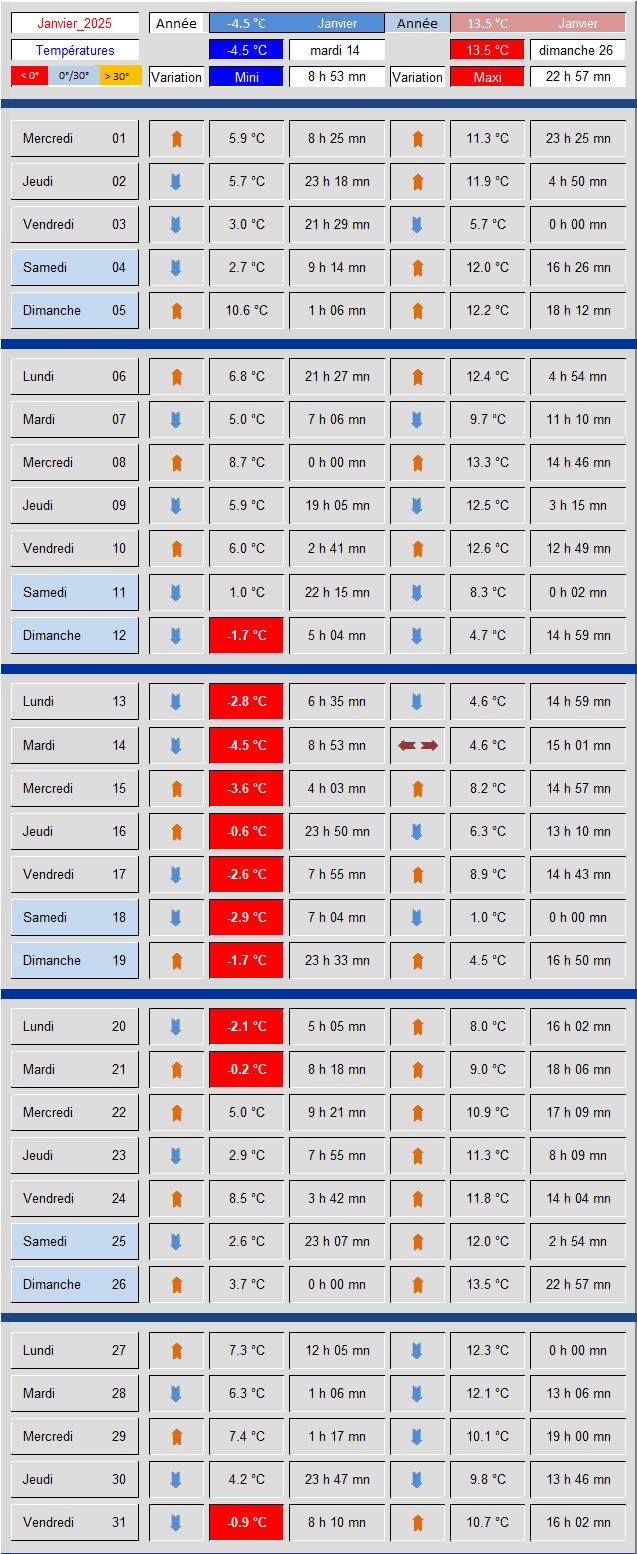 Janvier_2025 Année -4.5 °C Janvier Année 13.5 °C Janvier
Températures -4.5 °C mardi 14 13.5 °C dimanche 26
< 0° 0°/30° > 30° Variation Mini 8 h 53 mn Variation Maxi 22 h 57 mn
Mercredi 01 5.9 °C 8 h 25 mn 11.3 °C 23 h 25 mn
Jeudi 02 5.7 °C 23 h 18 mn 11.9 °C 4 h 50 mn
Vendredi 03 3.0 °C 21 h 29 mn 5.7 °C 0 h 00 mn
Samedi 04 2.7 °C 9 h 14 mn 12.0 °C 16 h 26 mn
Dimanche 05 10.6 °C 1 h 06 mn 12.2 °C 18 h 12 mn
Lundi 06 6.8 °C 21 h 27 mn 12.4 °C 4 h 54 mn
Mardi 07 5.0 °C 7 h 06 mn 9.7 °C 11 h 10 mn
Mercredi 08 8.7 °C 0 h 00 mn 13.3 °C 14 h 46 mn
Jeudi 09 5.9 °C 19 h 05 mn 12.5 °C 3 h 15 mn
Vendredi 10 6.0 °C 2 h 41 mn 12.6 °C 12 h 49 mn
Samedi 11 1.0 °C 22 h 15 mn 8.3 °C 0 h 02 mn
Dimanche 12 -1.7 °C 5 h 04 mn 4.7 °C 14 h 59 mn
Lundi 13 -2.8 °C 6 h 35 mn 4.6 °C 14 h 59 mn
Mardi 14 -4.5 °C 8 h 53 mn 4.6 °C 15 h 01 mn
Mercredi 15 -3.6 °C 4 h 03 mn 8.2 °C 14 h 57 mn
Jeudi 16 -0.6 °C 23 h 50 mn 6.3 °C 13 h 10 mn
Vendredi 17 -2.6 °C 7 h 55 mn 8.9 °C 14 h 43 mn
Samedi 18 -2.9 °C 7 h 04 mn 1.0 °C 0 h 00 mn
Dimanche 19 -1.7 °C 23 h 33 mn 4.5 °C 16 h 50 mn
Lundi 20 -2.1 °C 5 h 05 mn 8.0 °C 16 h 02 mn
Mardi 21 -0.2 °C 8 h 18 mn 9.0 °C 18 h 06 mn
Mercredi 22 5.0 °C 9 h 21 mn 10.9 °C 17 h 09 mn
Jeudi 23 2.9 °C 7 h 55 mn 11.3 °C 8 h 09 mn
Vendredi 24 8.5 °C 3 h 42 mn 11.8 °C 14 h 04 mn
Samedi 25 2.6 °C 23 h 07 mn 12.0 °C 2 h 54 mn
Dimanche 26 3.7 °C 0 h 00 mn 13.5 °C 22 h 57 mn
Lundi 27 7.3 °C 12 h 05 mn 12.3 °C 0 h 00 mn
Mardi 28 6.3 °C 1 h 06 mn 12.1 °C 13 h 06 mn
Mercredi 29 7.4 °C 1 h 17 mn 10.1 °C 19 h 00 mn
Jeudi 30 4.2 °C 23 h 47 mn 9.8 °C 13 h 46 mn
Vendredi 31 -0.9 °C 8 h 10 mn 10.7 °C 16 h 02 mn